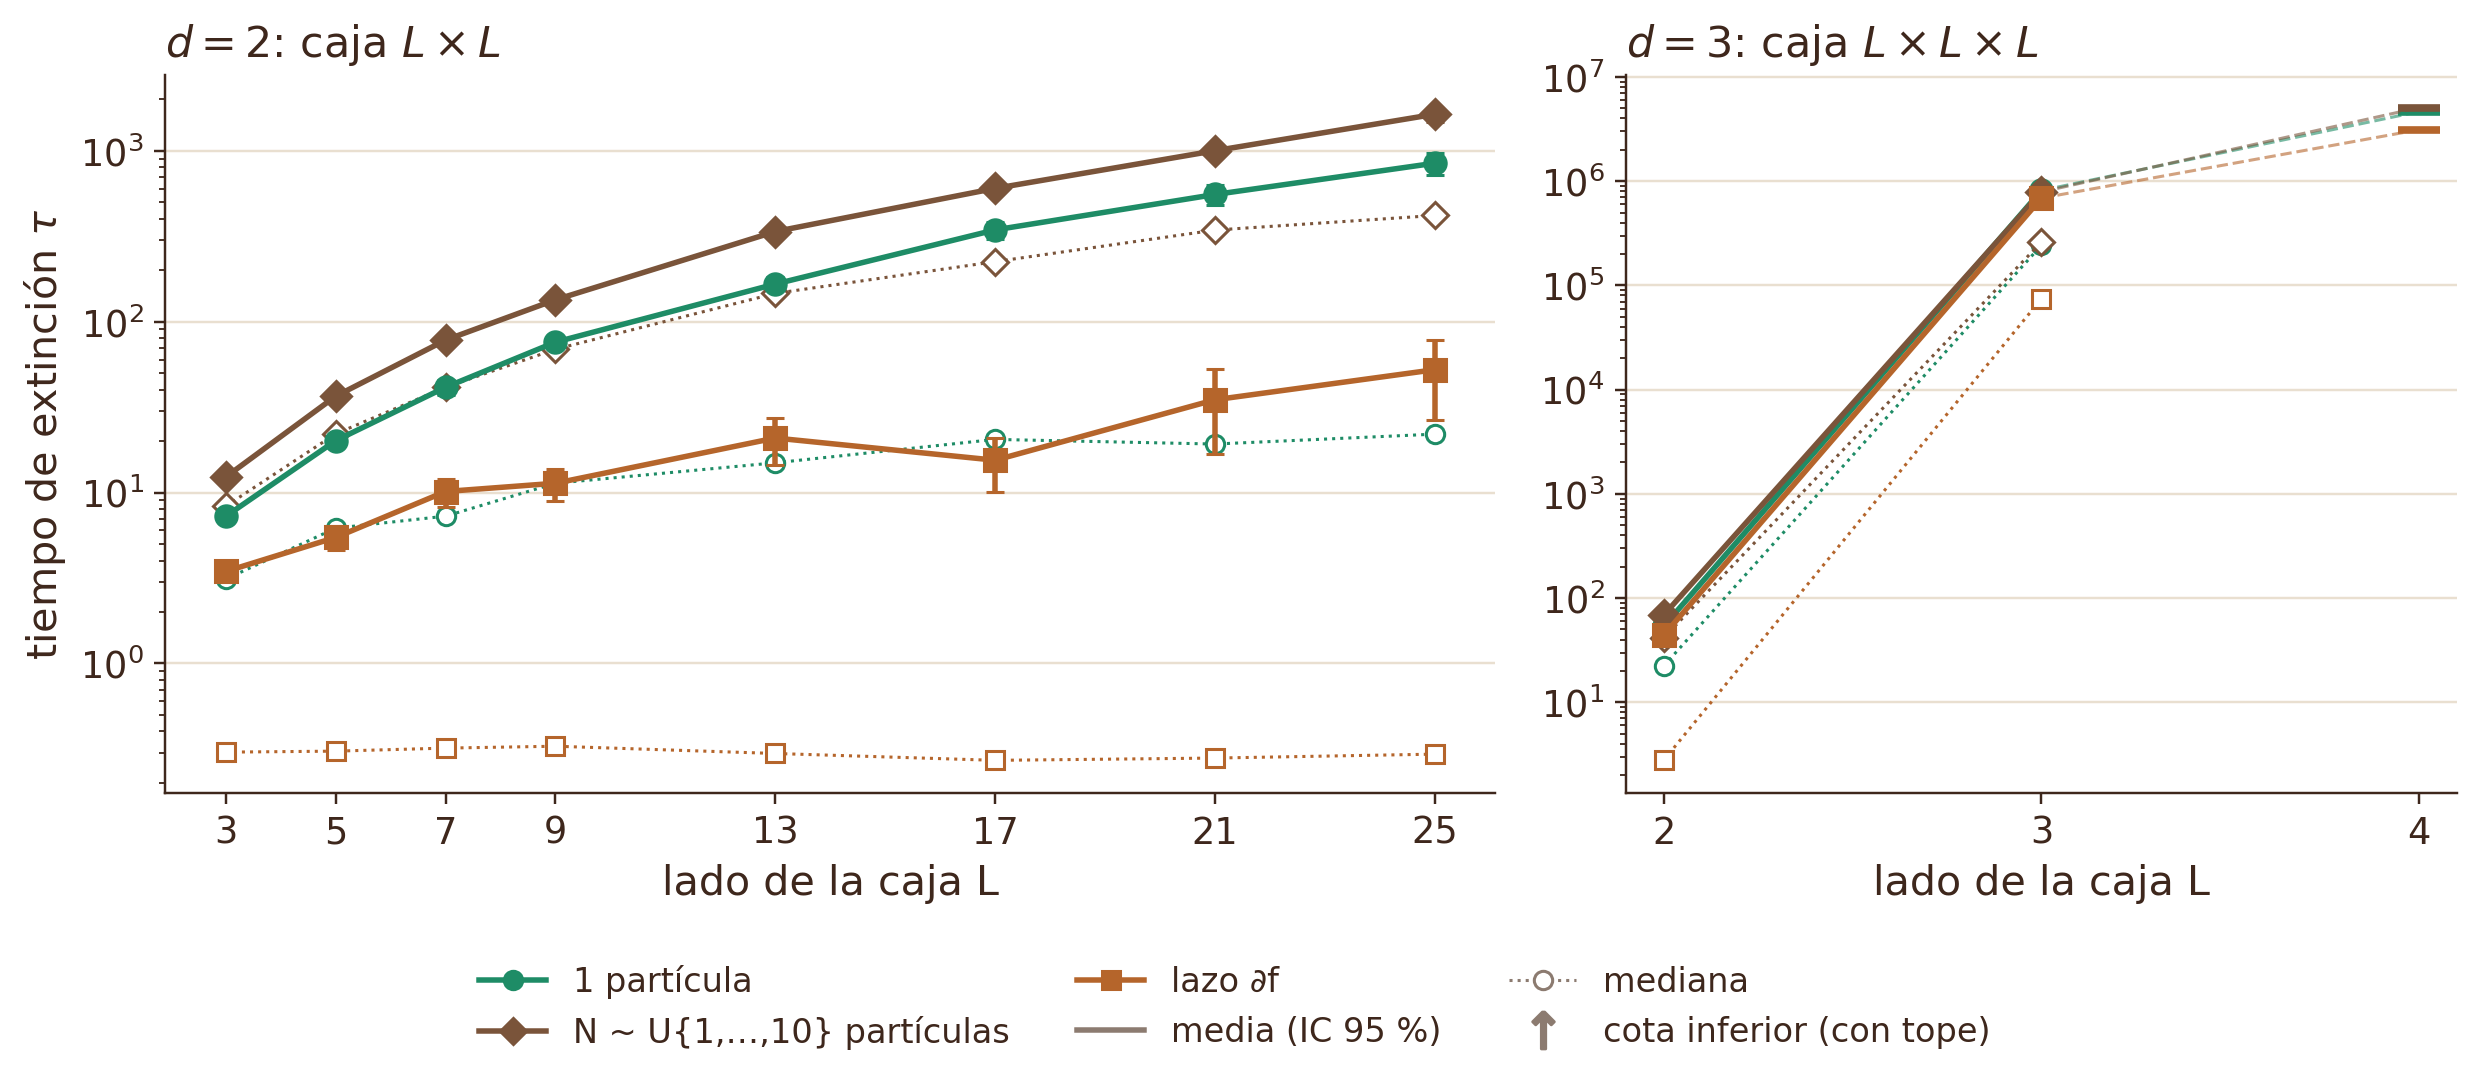 d = 2: caja L × L
d = 3: caja L × L × L
tiempo de extinción τ
10³
10²
10¹
10⁰
3 5 7 9 13 17 21 25
lado de la caja L
10⁷
10⁶
10⁵
10⁴
10³
10²
10¹
2 3 4
lado de la caja L
1 partícula
N ~ U{1,...,10} partículas
lazo ∂f
media (IC 95 %)
mediana
cota inferior (con tope)